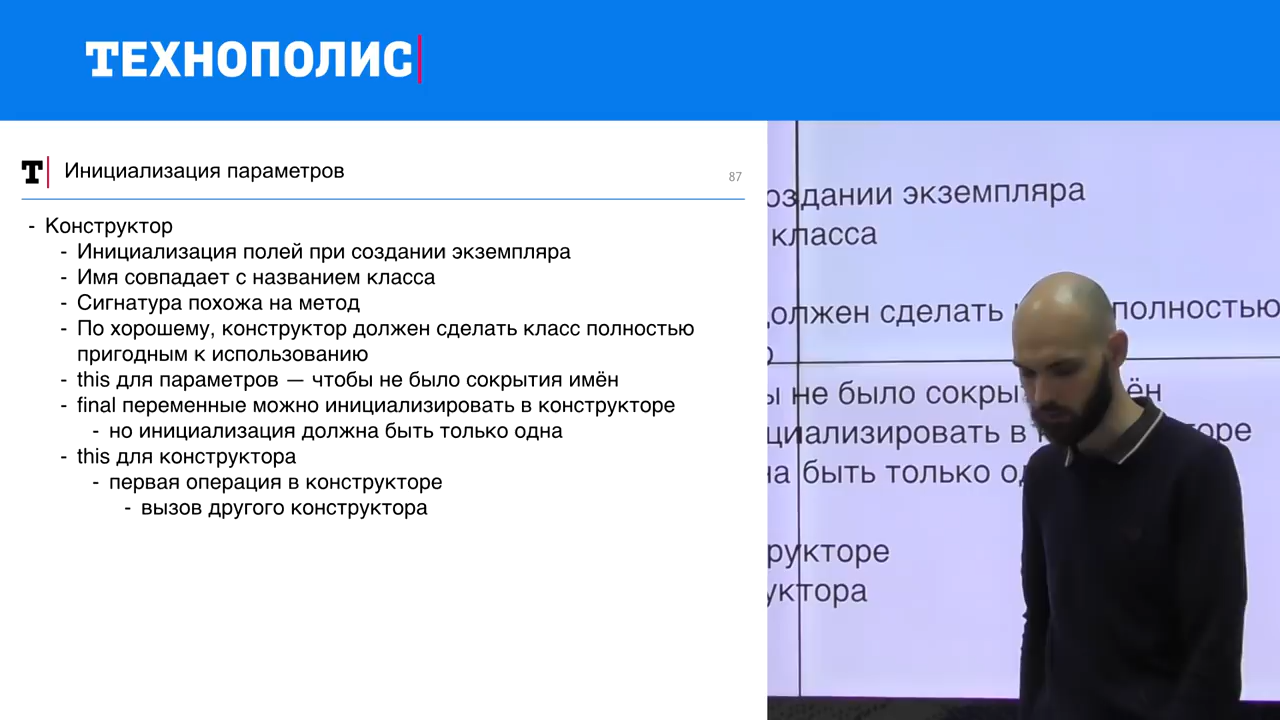 ТЕХНОПОЛИС
Т Инициализация параметров
87
- Конструктор
- Инициализация полей при создании экземпляра
- Имя совпадает с названием класса
- Сигнатура похожа на метод
- По хорошему, конструктор должен сделать класс полностью
пригодным к использованию
- this для параметров — чтобы не было сокрытия имён
- final переменные можно инициализировать в конструкторе
- но инициализация должна быть только одна
- this для конструктора
- первая операция в конструкторе
- вызов другого конструктора
оздании экземпляра
класса
олжен сделать полностью
ы не было сокры ён
циализировать в торе
на быть только о
рукторе
уктора